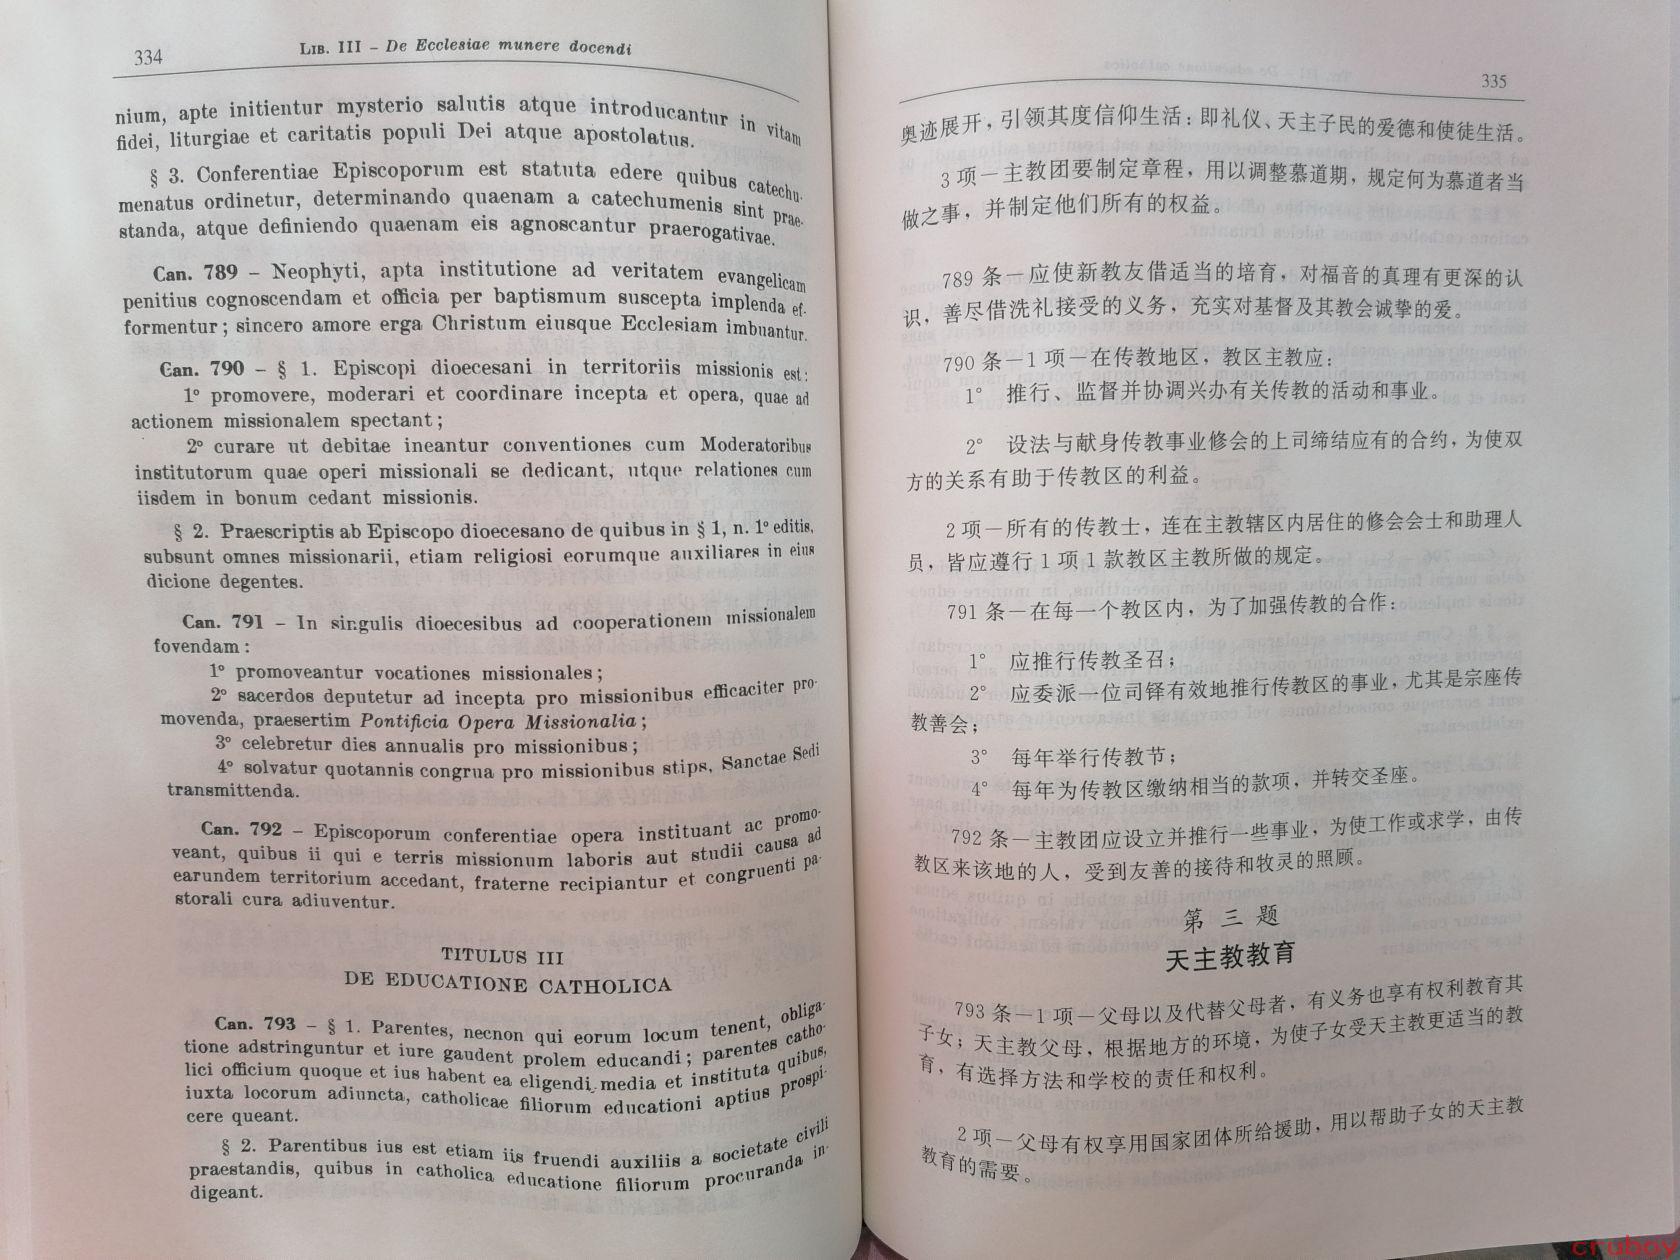 334
LIB. III – De Ecclesiae munere docendi
nium, apte initientur mysterio salutis atque introducantur in vitam
fidei, liturgiae et caritatis populi Dei atque apostolatus.
§ 3. Conferentiae Episcoporum est statuta edere quibus catechu-
menatus ordinetur, determinando quaenam a catechumenis sint prae-
standa, atque definiendo quaenam eis agnoscantur praerogativae.
Can. 789 – Neophyti, apta institutione ad veritatem evangelicam
penitius cognoscendam et officia per baptismum suscepta implenda ef-
formentur; sincero amore erga Christum eiusque Ecclesiam imbuantur.
Can. 790 – § 1. Episcopi dioecesani in territoriis missionis est:
1° promovere, moderari et coordinare incepta et opera, quae ad
actionem missionalem spectant;
2° curare ut debitae ineantur conventiones cum Moderatoribus
institutorum quae operi missionali se dedicant, utque relationes cum
iisdem in bonum cedant missionis.
§ 2. Praescriptis ab Episcopo dioecesano de quibus in § 1, n. 1° editis,
subsunt omnes missionarii, etiam religiosi eorumque auxiliares in eius
dicione degentes.
Can. 791 – In singulis dioecesibus ad cooperationem missionalem
fovendam:
1° promoveantur vocationes missionales;
2° sacerdos deputetur ad incepta pro missionibus efficaciter pro-
movenda, praesertim Pontificia Opera Missionalia;
3° celebretur dies annualis pro missionibus;
4° solvatur quotannis congrua pro missionibus stips, Sanctae Sedi
transmittenda.
Can. 792 – Episcoporum conferentiae opera instituant ac promo-
veant, quibus ii qui e terris missionum laboris aut studii causa ad
earundem territorium accedant, fraterne recipiantur et congruenti pa-
storali cura adiuventur.
TITULUS III
DE EDUCATIONE CATHOLICA
Can. 793 – § 1. Parentes, necnon qui eorum locum tenent, obliga-
tione adstringuntur et iure gaudent prolem educandi; parentes catho-
lici officium quoque et ius habent ea eligendi media et instituta quibus,
iuxta locorum adiuncta, catholicae filiorum educationi aptius prospi-
cere queant.
§ 2. Parentibus ius est etiam iis fruendi auxiliis a societate civili
praestandis, quibus in catholica educatione filiorum procuranda in-
digeant.
335
奥迹展开，引领其度信仰生活：即礼仪、天主子民的爱德和使徒生活。
3 项－主教团要制定章程，用以调整慕道期，规定何为慕道者当
做之事，并制定他们所有的权益。
789 条－应使新教友借适当的培育，对福音的真理有更深的认
识，善尽借洗礼接受的义务，充实对基督及其教会诚挚的爱。
790 条－1 项－在传教地区，教区主教应：
1° 推行、监督并协调兴办有关传教的活动和事业。
2° 设法与献身传教事业修会的上司缔结应有的合约，为使双
方的关系有助于传教区的利益。
2 项－所有的传教士，连在主教辖区内居住的修会会士和助理人
员，皆应遵行 1 项 1 款教区主教所做的规定。
791 条－在每一个教区内，为了加强传教的合作：
1° 应推行传教圣召；
2° 应委派一位司铎有效地推行传教区的事业，尤其是宗座传
教善会；
3° 每年举行传教节；
4° 每年为传教区缴纳相当的款项，并转交圣座。
792 条－主教团应设立并推行一些事业，为使工作或求学，由传
教区来该地的人，受到友善的接待和牧灵的照顾。
第 三 题
天主教教育
793 条－1 项－父母以及代替父母者，有义务也享有权利教育其
子女；天主教父母，根据地方的环境，为使子女受天主教更适当的教
育，有选择方法和学校的责任和权利。
2 项－父母有权享用国家团体所给援助，用以帮助子女的天主教
教育的需要。
cruboy